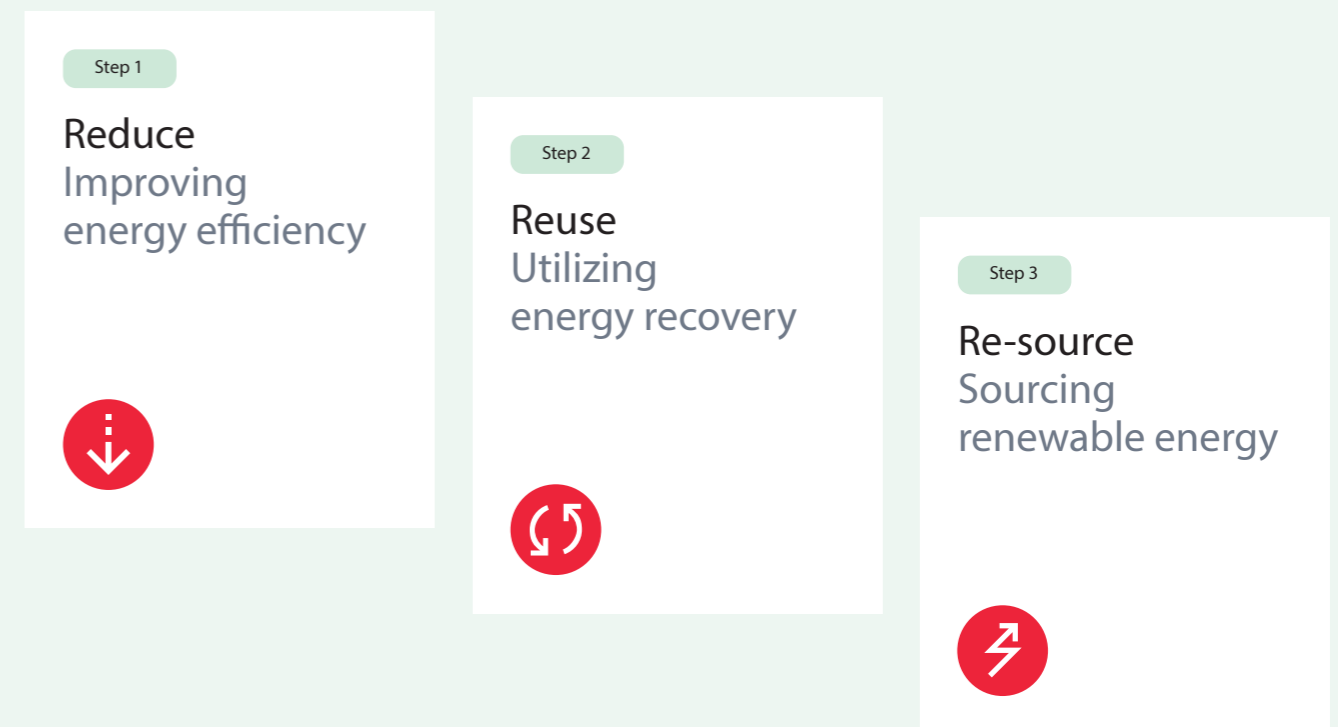 Step 1
Reduce
Improving
energy efficiency
Step 2
Reuse
Utilizing
energy recovery
Step 3
Re-source
Sourcing
renewable energy